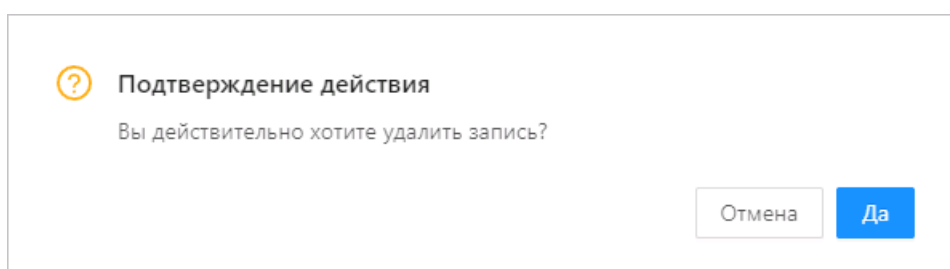 Подтверждение действия
Вы действительно хотите удалить запись?
Отмена Да